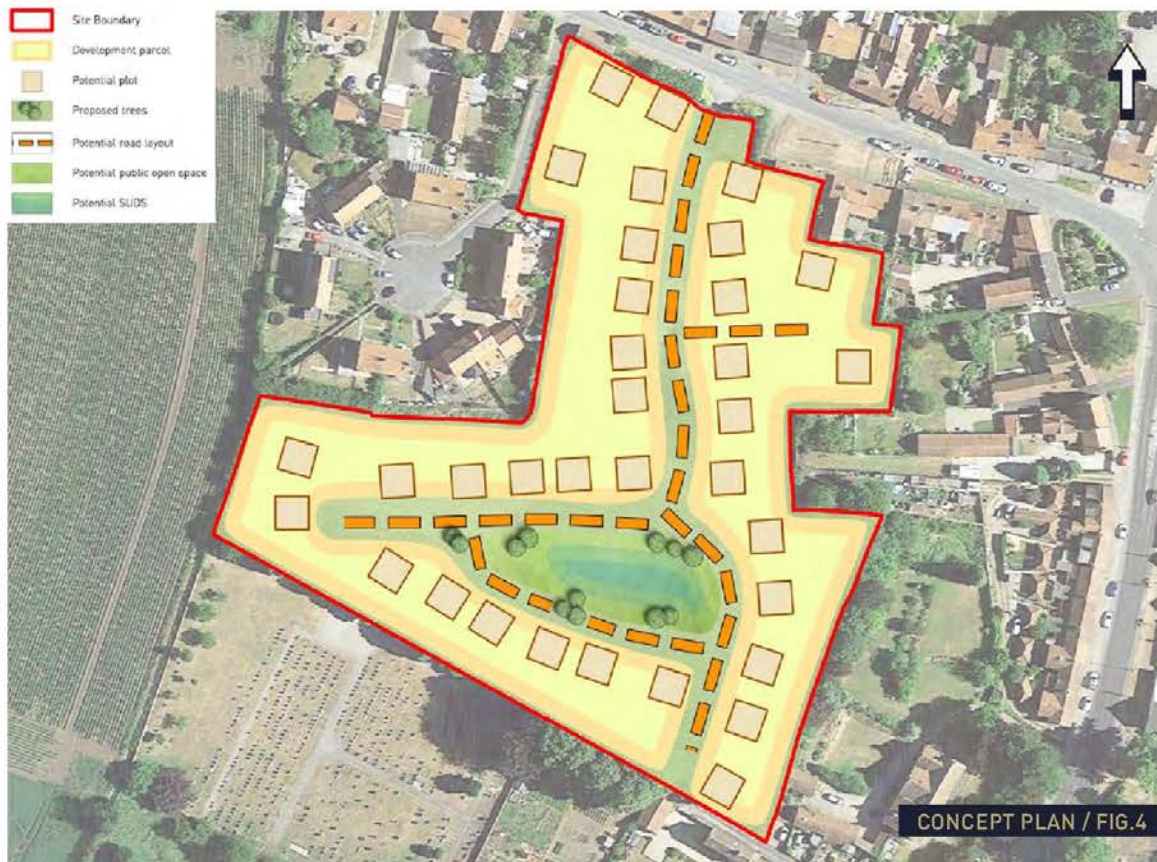 Site Boundary
Development parcel
Potential plot
Proposed trees
Potential road layout
Potential public open space
Potential SUDS
CONCEPT PLAN / FIG.4